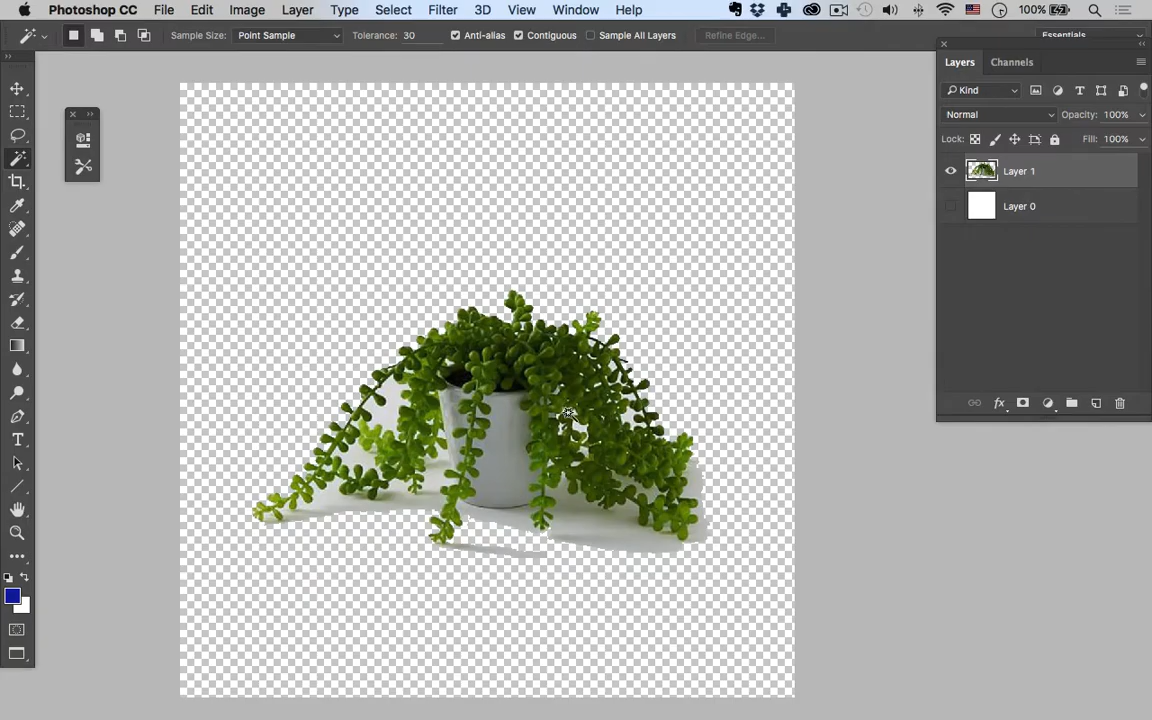 Photoshop CC File Edit Image Layer Type Select Filter 3D View Window Help 100%
Sample Size: Point Sample Tolerance: 30 Anti-alias Contiguous Sample All Layers Refine Edge... Essentials
Layers Channels
Kind
Normal Opacity: 100%
Lock: Fill: 100%
Layer 1
Layer 0